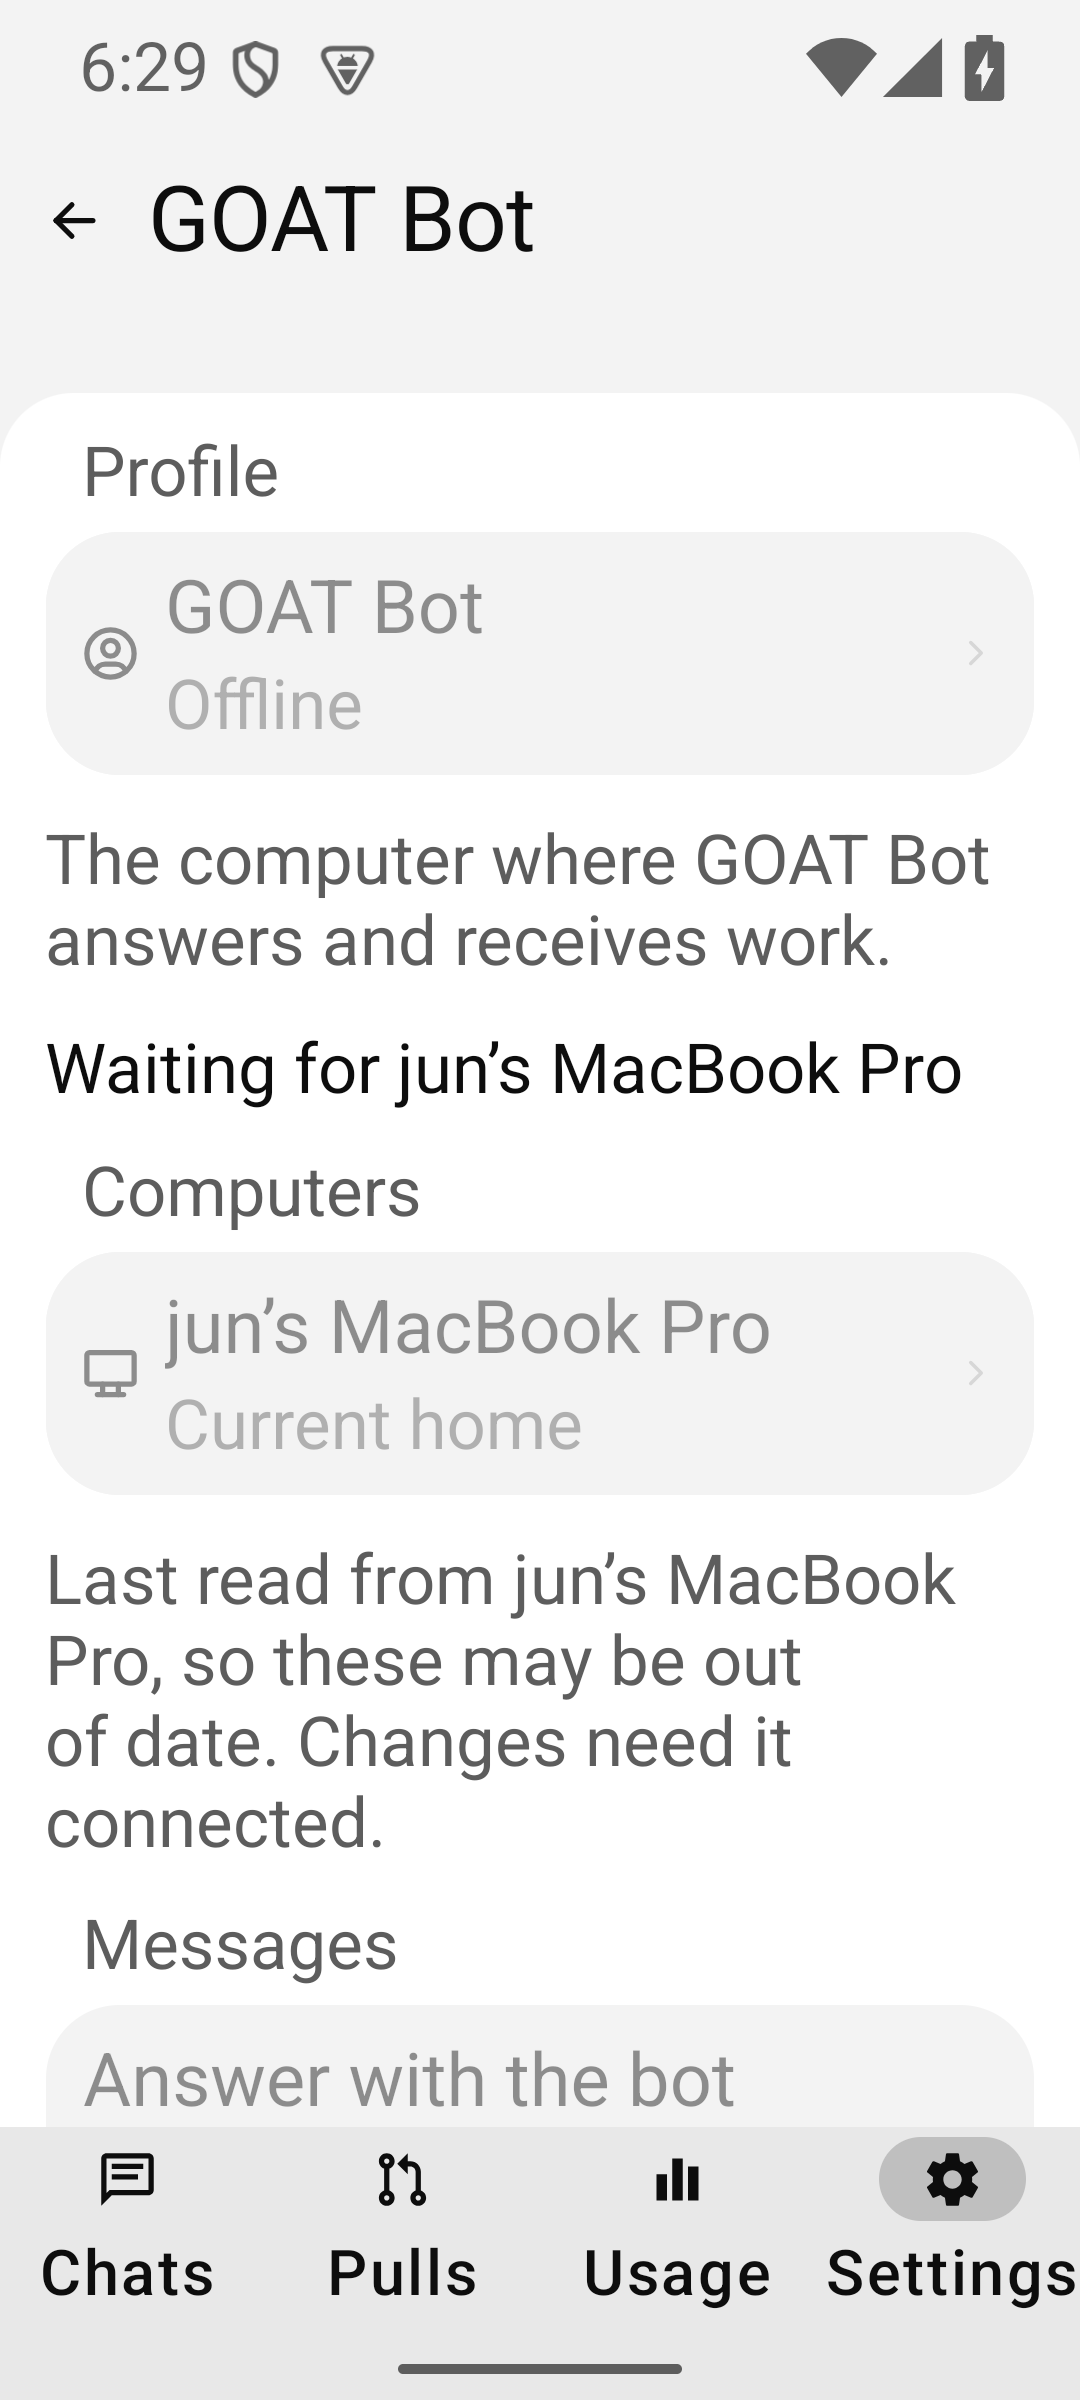 6:29
GOAT Bot
Profile
GOAT Bot
Offline
The computer where GOAT Bot
answers and receives work.
Waiting for jun’s MacBook Pro
Computers
jun’s MacBook Pro
Current home
Last read from jun’s MacBook
Pro, so these may be out
of date. Changes need it
connected.
Messages
Answer with the bot
Chats
Pulls
Usage
Settings